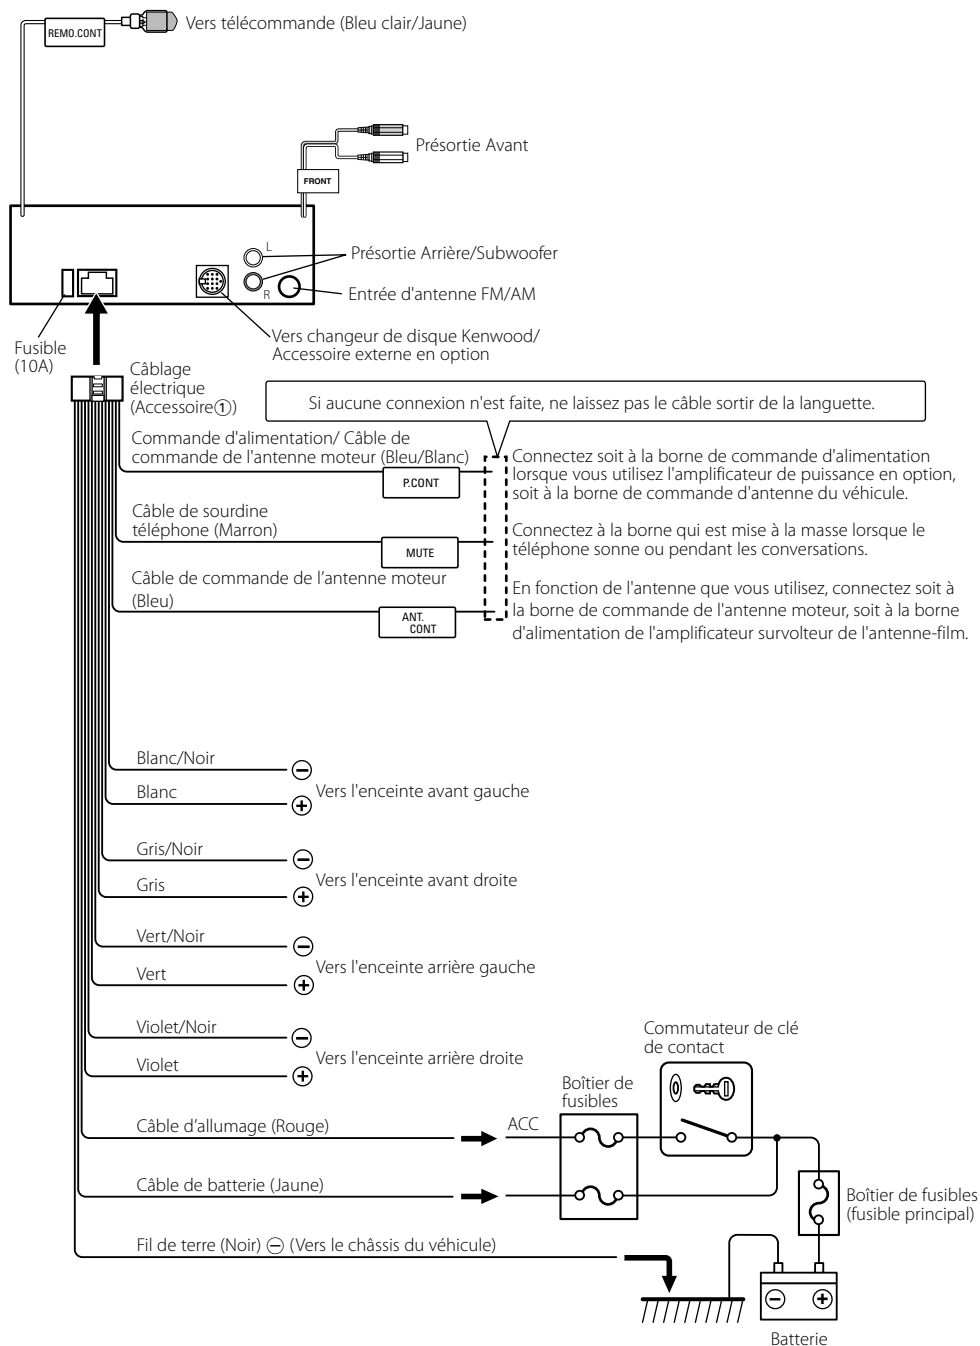 REMO.CONT
Vers télécommande (Bleu clair/Jaune)
Présortie Avant
FRONT
L
Présortie Arrière/Subwoofer
R
Entrée d'antenne FM/AM
Vers changeur de disque Kenwood/
Accessoire externe en option
Fusible
(10A)
Câblage
électrique
(Accessoire①)
Si aucune connexion n'est faite, ne laissez pas le câble sortir de la languette.
Commande d'alimentation/ Câble de
commande de l'antenne moteur (Bleu/Blanc)
P.CONT
Connectez soit à la borne de commande d'alimentation
lorsque vous utilisez l'amplificateur de puissance en option,
soit à la borne de commande d'antenne du véhicule.
Câble de sourdine
téléphone (Marron)
MUTE
Connectez à la borne qui est mise à la masse lorsque le
téléphone sonne ou pendant les conversations.
Câble de commande de l’antenne moteur
(Bleu)
ANT.
CONT
En fonction de l'antenne que vous utilisez, connectez soit à
la borne de commande de l'antenne moteur, soit à la borne
d'alimentation de l'amplificateur survolteur de l'antenne-film.
Blanc/Noir
⊖
Blanc
⊕
Vers l'enceinte avant gauche
Gris/Noir
⊖
Gris
⊕
Vers l'enceinte avant droite
Vert/Noir
⊖
Vert
⊕
Vers l'enceinte arrière gauche
Violet/Noir
⊖
Violet
⊕
Vers l'enceinte arrière droite
Commutateur de clé
de contact
Boîtier de
fusibles
Câble d’allumage (Rouge)
ACC
Câble de batterie (Jaune)
Boîtier de fusibles
(fusible principal)
Fil de terre (Noir) ⊖ (Vers le châssis du véhicule)
⊖ ⊕
Batterie